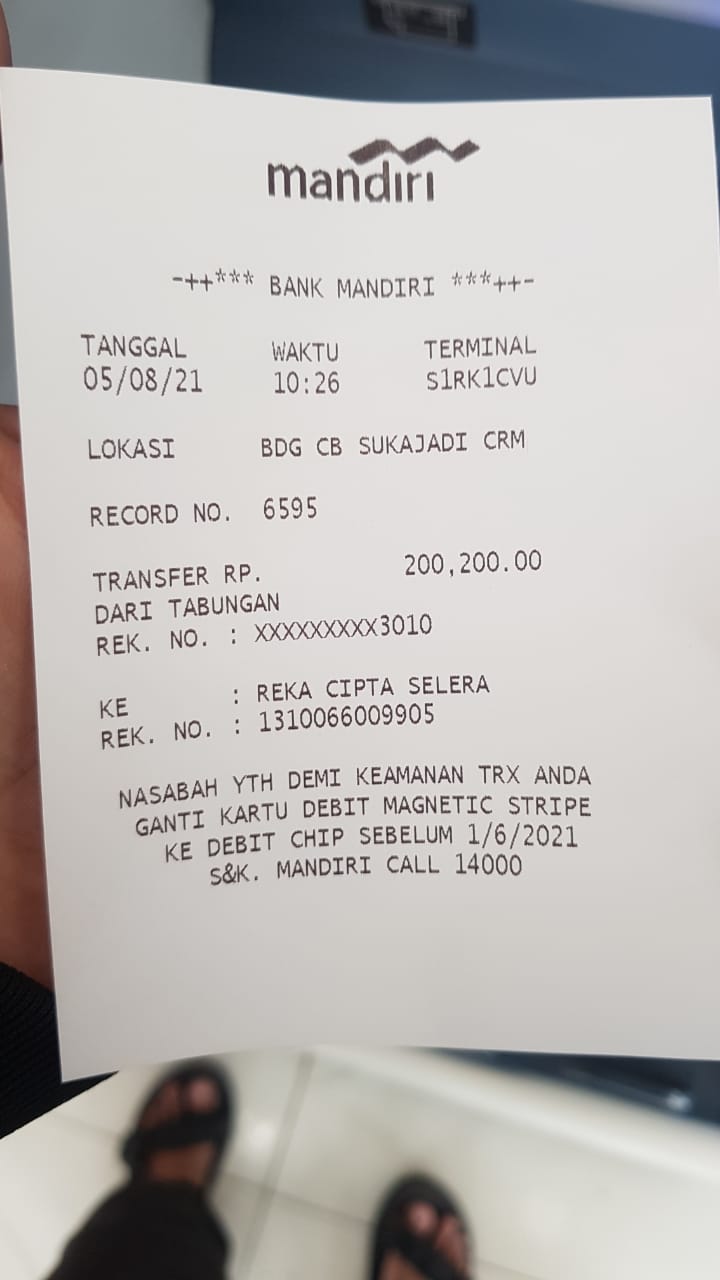 mandırı
-++*** BANK MANDIRI ***++-
TANGGAL WAKTU TERMINAL
05/08/21 10:26 S1RK1CVU
LOKASI BDG CB SUKAJADI CRM
RECORD NO. 6595
TRANSFER RP. 200,200.00
DARI TABUNGAN
REK. NO. : XXXXXXXXX3010
KE : REKA CIPTA SELERA
REK. NO. : 1310066009905
NASABAH YTH DEMI KEAMANAN TRX ANDA
GANTI KARTU DEBIT MAGNETIC STRIPE
KE DEBIT CHIP SEBELUM 1/6/2021
S&K. MANDIRI CALL 14000